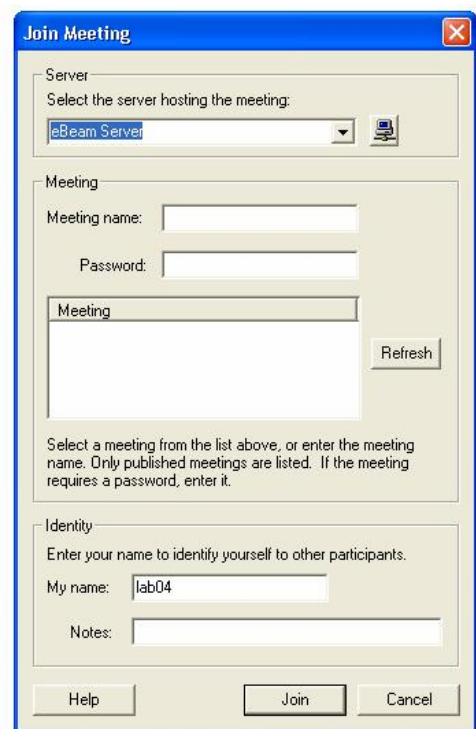 Join Meeting
Server
Select the server hosting the meeting:
eBeam Server
Meeting
Meeting name:
Password:
Meeting
Refresh
Select a meeting from the list above, or enter the meeting
name. Only published meetings are listed.  If the meeting
requires a password, enter it.
Identity
Enter your name to identify yourself to other participants.
My name: lab04
Notes:
Help Join Cancel